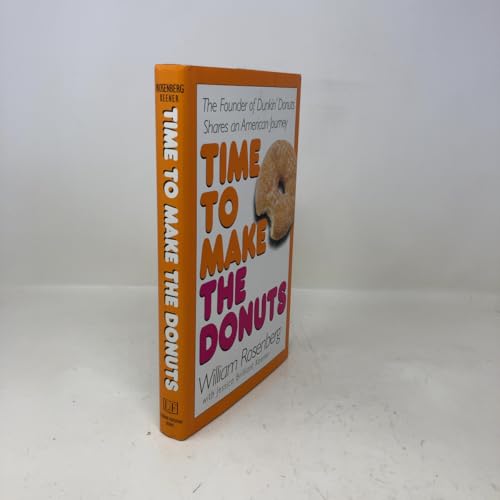 ROSENBERG
KEENER
TIME TO MAKE THE DONUTS
The Founder of Dunkin' Donuts
Shares an American Journey
TIME
TO
MAKE
THE
DONUTS
William Rosenberg
with Jessica Brilliant Keener